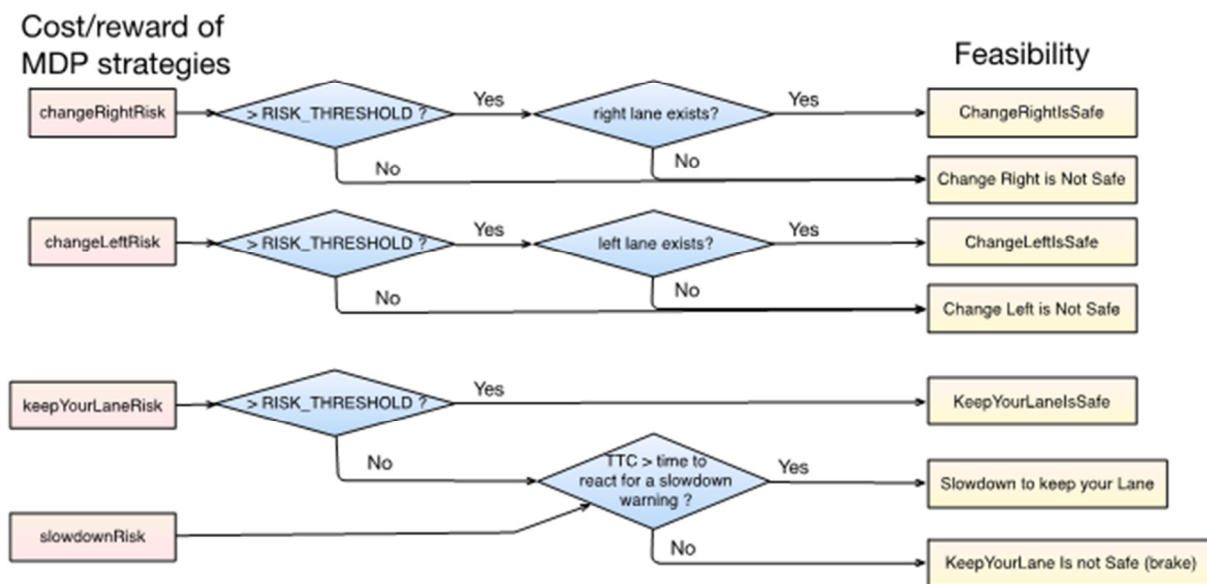 Cost/reward of
MDP strategies
Feasibility
changeRightRisk
> RISK_THRESHOLD ?
Yes
right lane exists?
Yes
ChangeRightIsSafe
No
No
Change Right is Not Safe
changeLeftRisk
> RISK_THRESHOLD ?
Yes
left lane exists?
Yes
ChangeLeftIsSafe
No
No
Change Left is Not Safe
keepYourLaneRisk
> RISK_THRESHOLD ?
Yes
KeepYourLaneIsSafe
No
TTC > time to
react for a slowdown
warning ?
Yes
Slowdown to keep your Lane
slowdownRisk
No
KeepYourLane Is not Safe (brake)